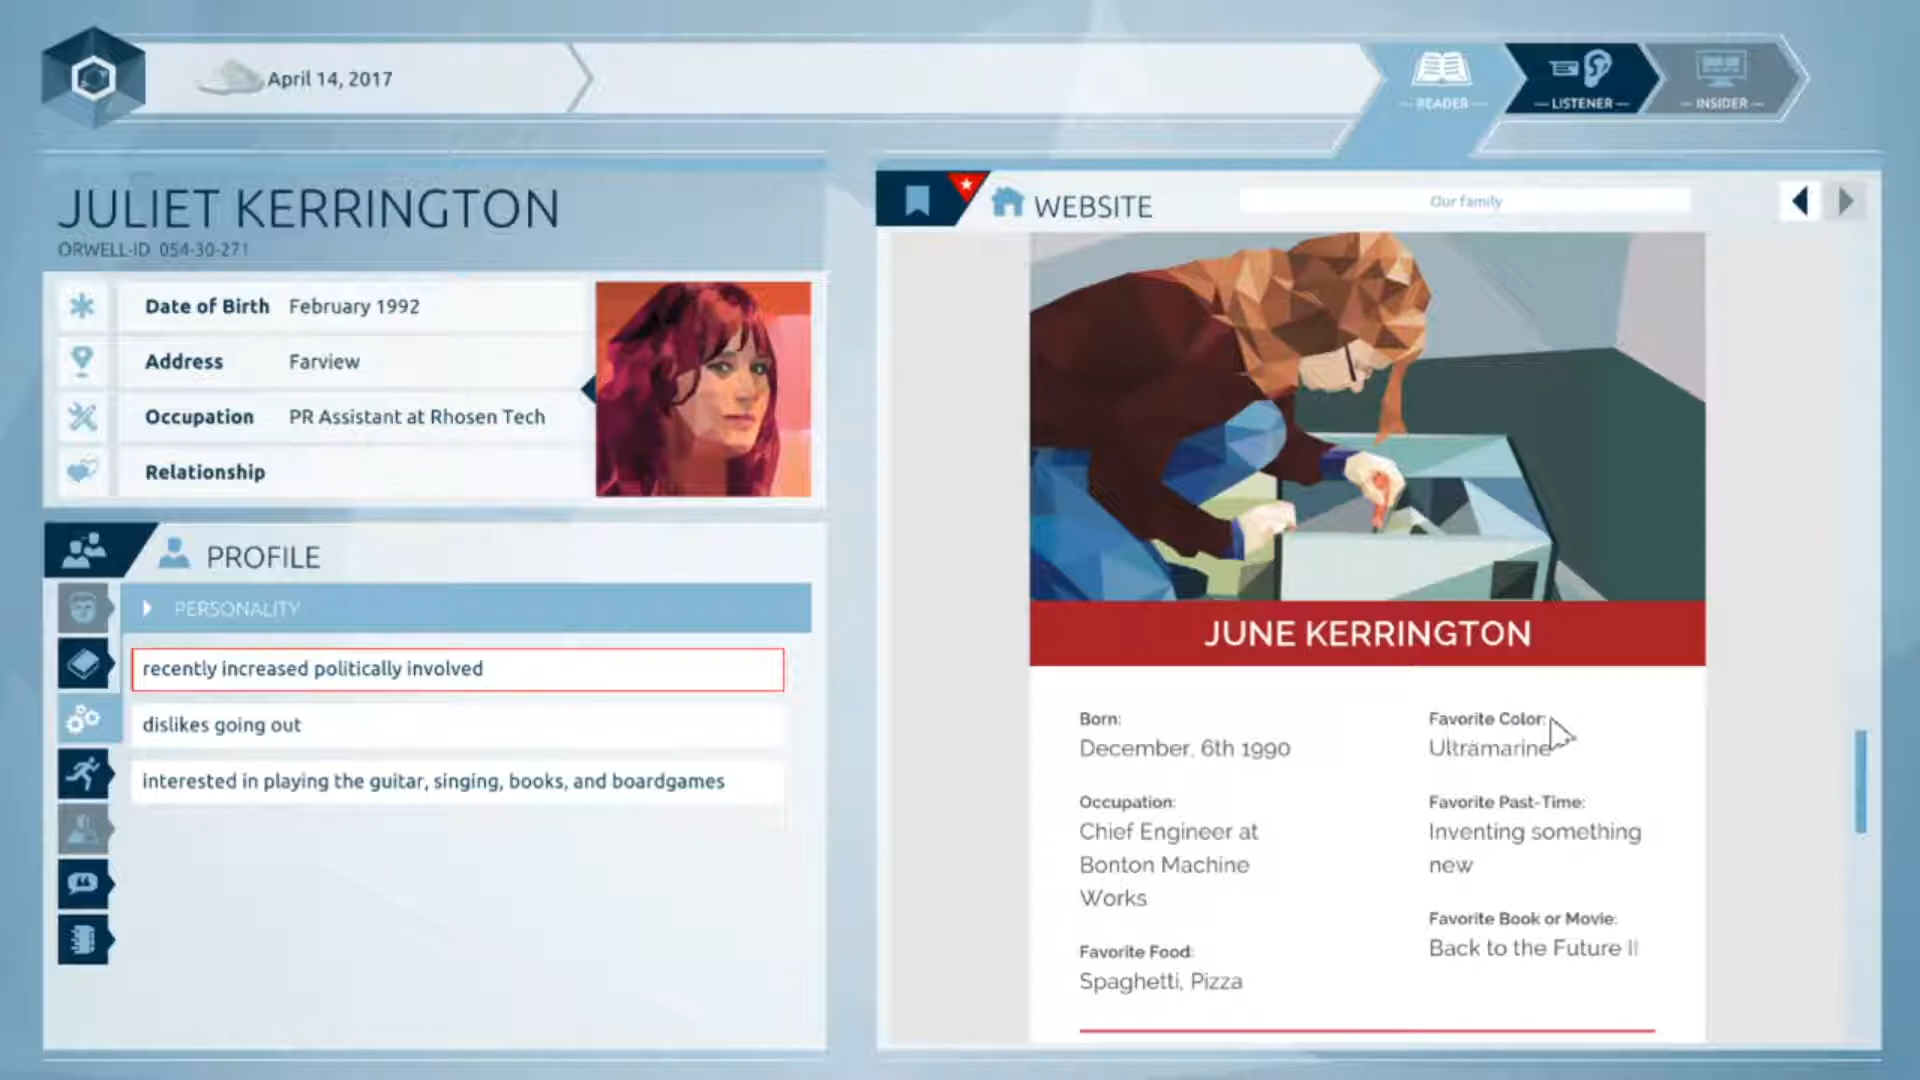 April 14, 2017
READER
LISTENER
INSIDER
JULIET KERRINGTON
ORWELL-ID 054-30-271
Date of Birth February 1992
Address Farview
Occupation PR Assistant at Rhosen Tech
Relationship
PROFILE
PERSONALITY
recently increased politically involved
dislikes going out
interested in playing the guitar, singing, books, and boardgames
WEBSITE
Our family
JUNE KERRINGTON
Born:
December, 6th 1990
Occupation:
Chief Engineer at
Bonton Machine
Works
Favorite Food:
Spaghetti, Pizza
Favorite Color:
Ultramarine
Favorite Past-Time:
Inventing something
new
Favorite Book or Movie:
Back to the Future II